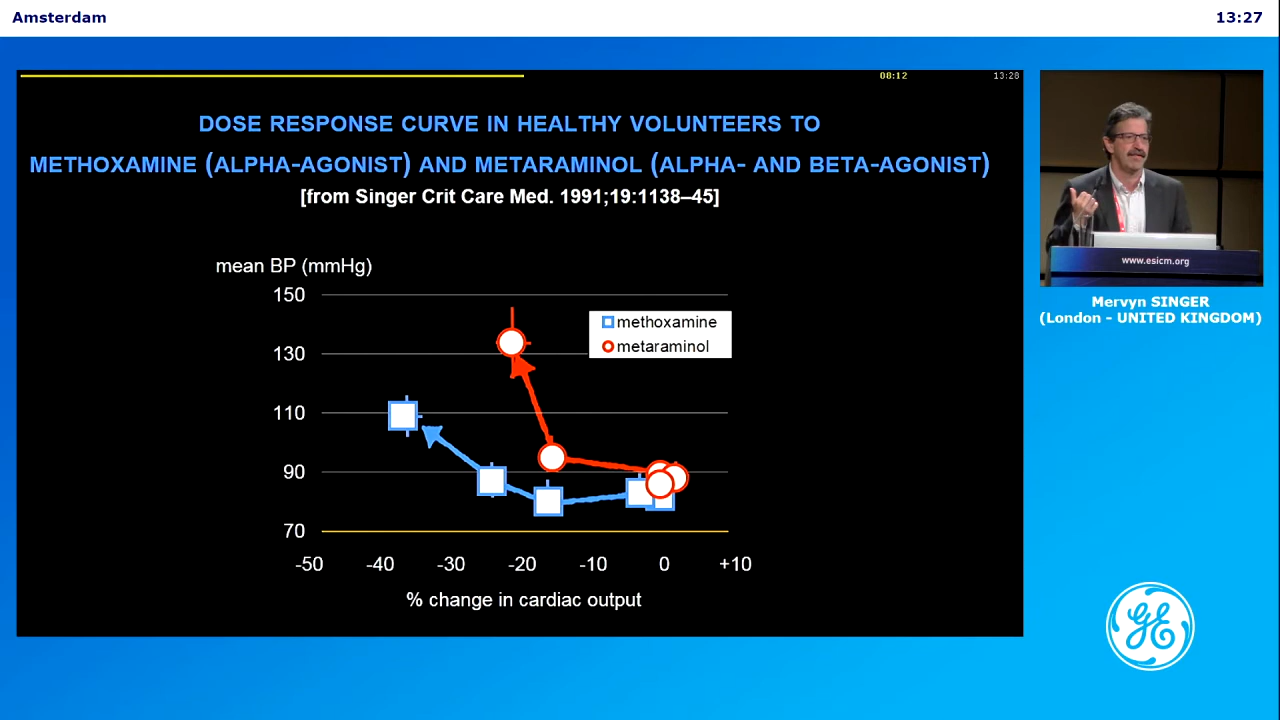 Amsterdam
13:27
08:12
13:28
DOSE RESPONSE CURVE IN HEALTHY VOLUNTEERS TO
METHOXAMINE (ALPHA-AGONIST) AND METARAMINOL (ALPHA- AND BETA-AGONIST)
[from Singer Crit Care Med. 1991;19:1138–45]
mean BP (mmHg)
150
130
110
90
70
methoxamine
metaraminol
-50 -40 -30 -20 -10 0 +10
% change in cardiac output
www.esicm.org
Mervyn SINGER
(London - UNITED KINGDOM)
GE